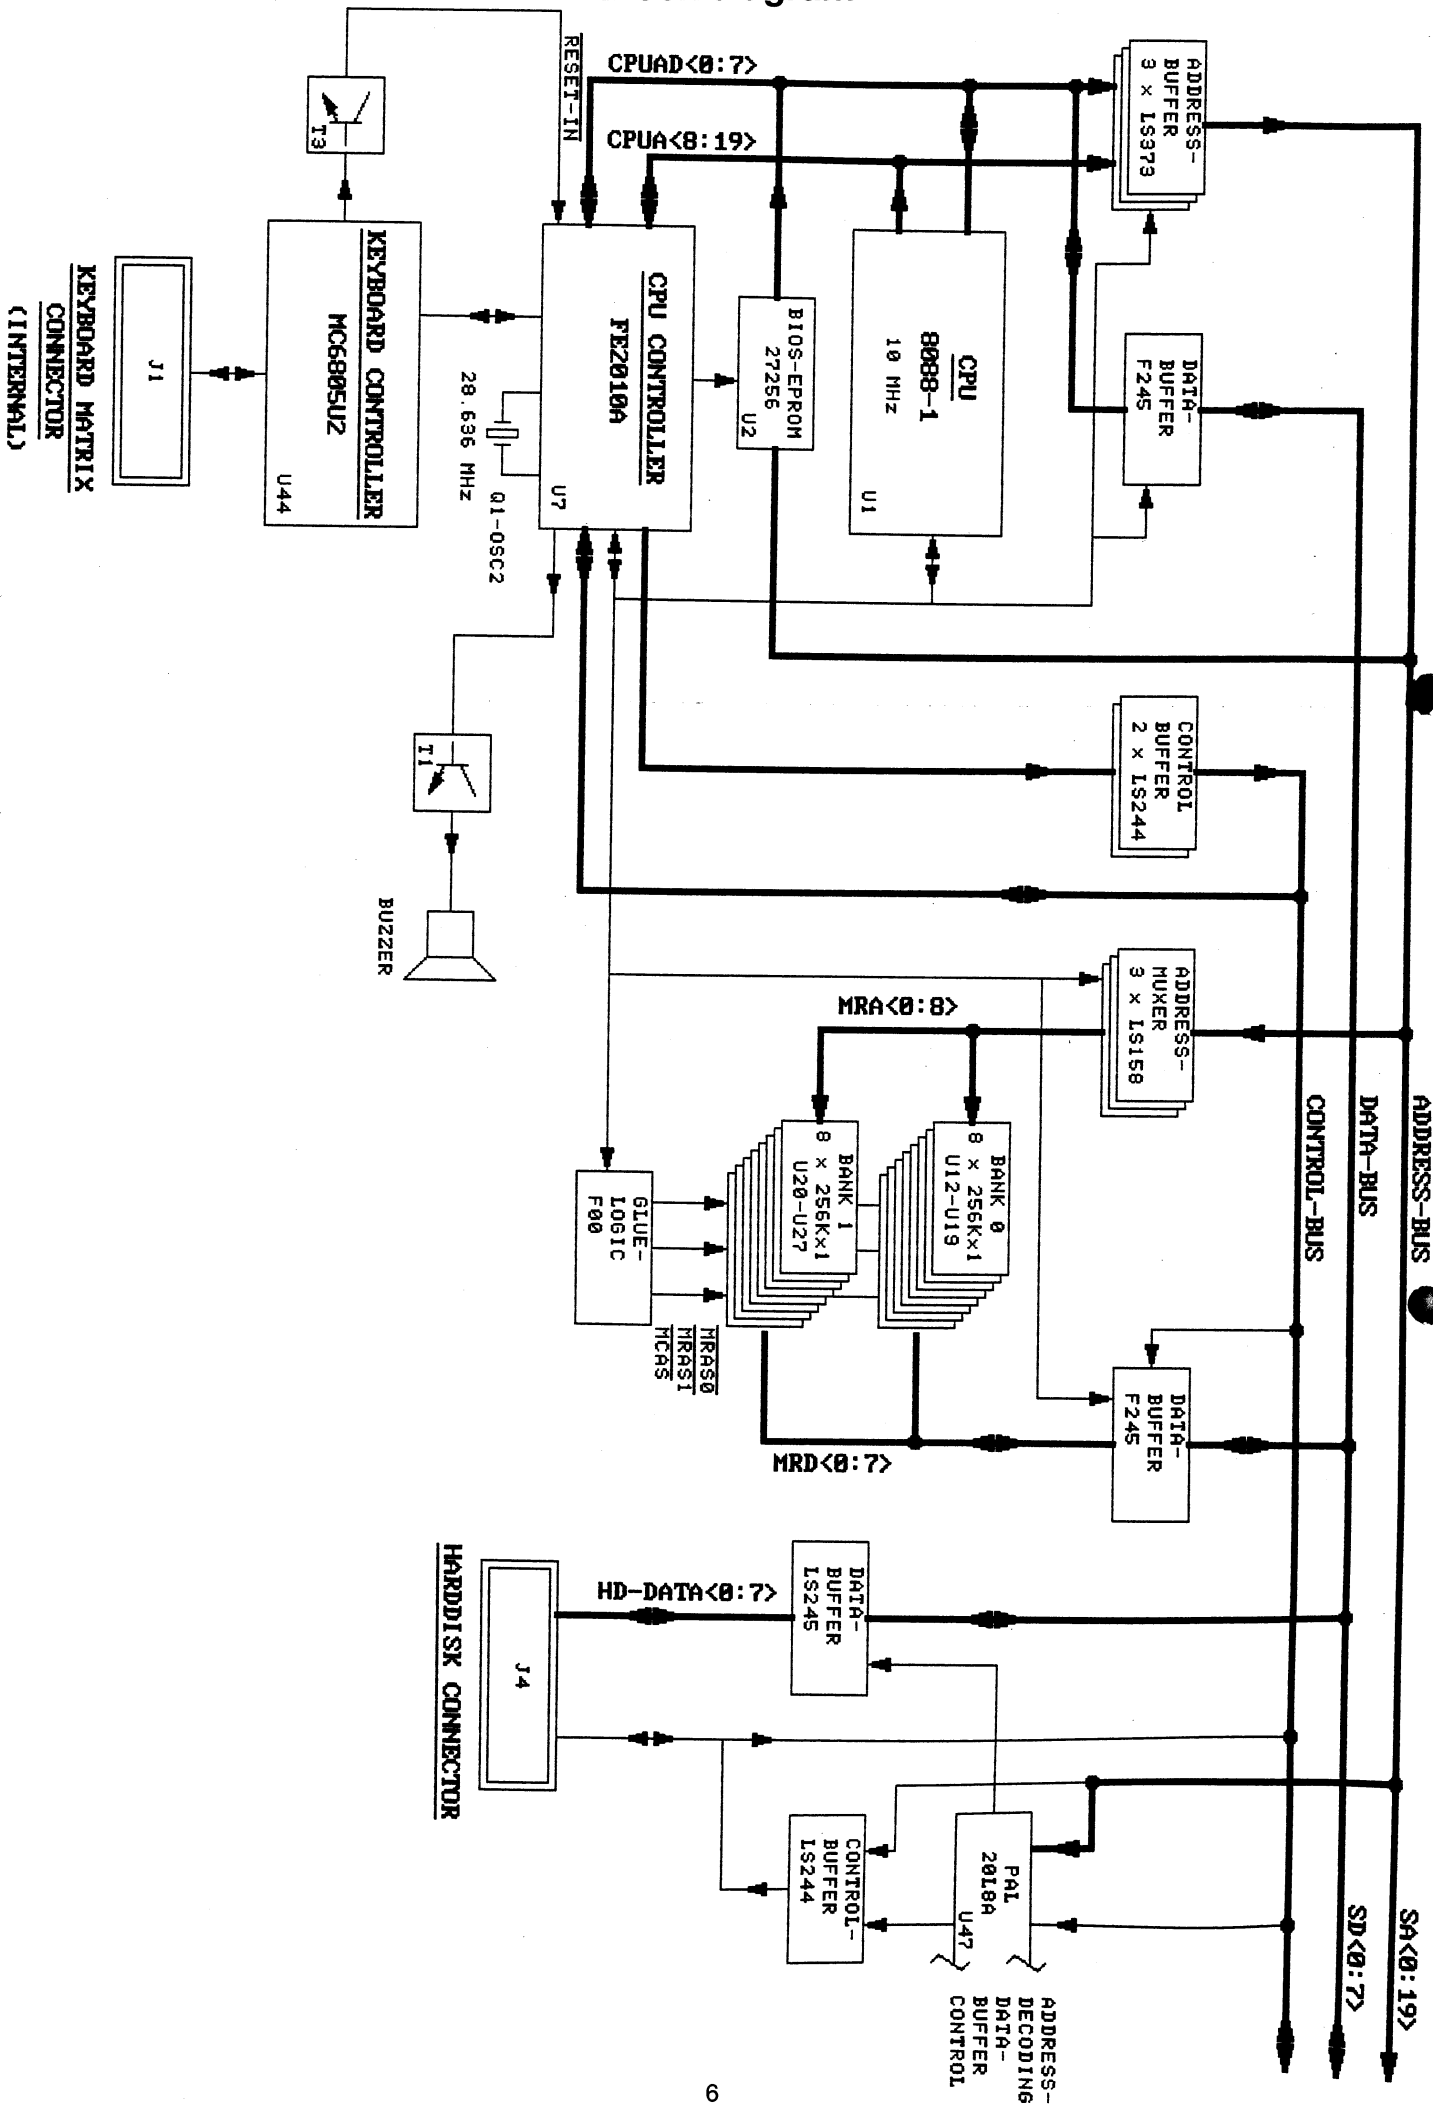 ADDRESS-
BUFFER
3 x LS373
DATA-
BUFFER
F245
CONTROL
BUFFER
2 x LS244
ADDRESS-
MUXER
3 x LS158
DATA-
BUFFER
F245
ADDRESS-BUS
DATA-BUS
CONTROL-BUS
SA<0:19>
SD<0:7>
CPUAD<0:7>
CPUA<8:19>
RESET-IN
CPU
8088-1
10 MHz
U1
BIOS-EPROM
27256
U2
CPU CONTROLLER
FE2010A
U7
28.636 MHz
Q1-OSC2
T3
KEYBOARD CONTROLLER
MC6805U2
U44
J1
KEYBOARD MATRIX
CONNECTOR
(INTERNAL)
T1
BUZZER
MRA<0:8>
BANK 0
8 x 256Kx1
U12-U19
BANK 1
8 x 256Kx1
U20-U27
GLUE-
LOGIC
F00
MRAS0
MRAS1
MCAS
MRD<0:7>
DATA-
BUFFER
LS245
HD-DATA<0:7>
J4
HARDDISK CONNECTOR
PAL
20L8A
U47
CONTROL-
BUFFER
LS244
ADDRESS-
DECODING
DATA-
BUFFER
CONTROL
6